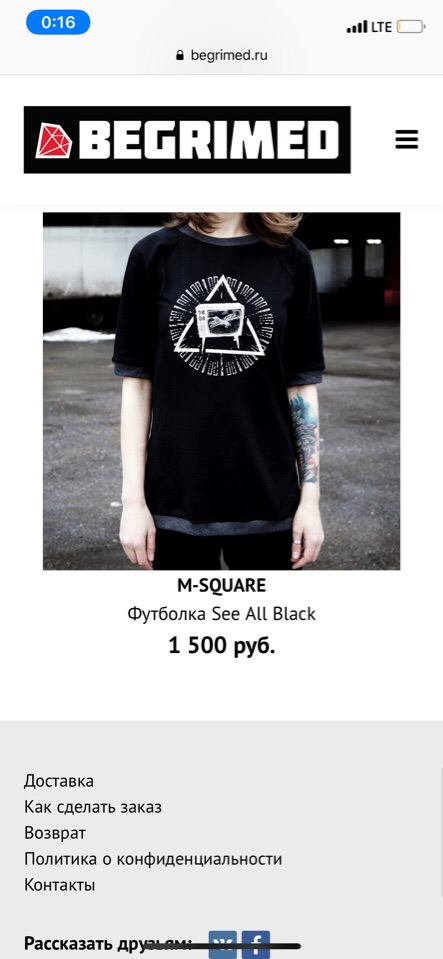 0:16
LTE
begrimed.ru
BEGRIMED
M-SQUARE
Футболка See All Black
1 500 руб.
Доставка
Как сделать заказ
Возврат
Политика о конфиденциальности
Контакты
Рассказать друзьям: